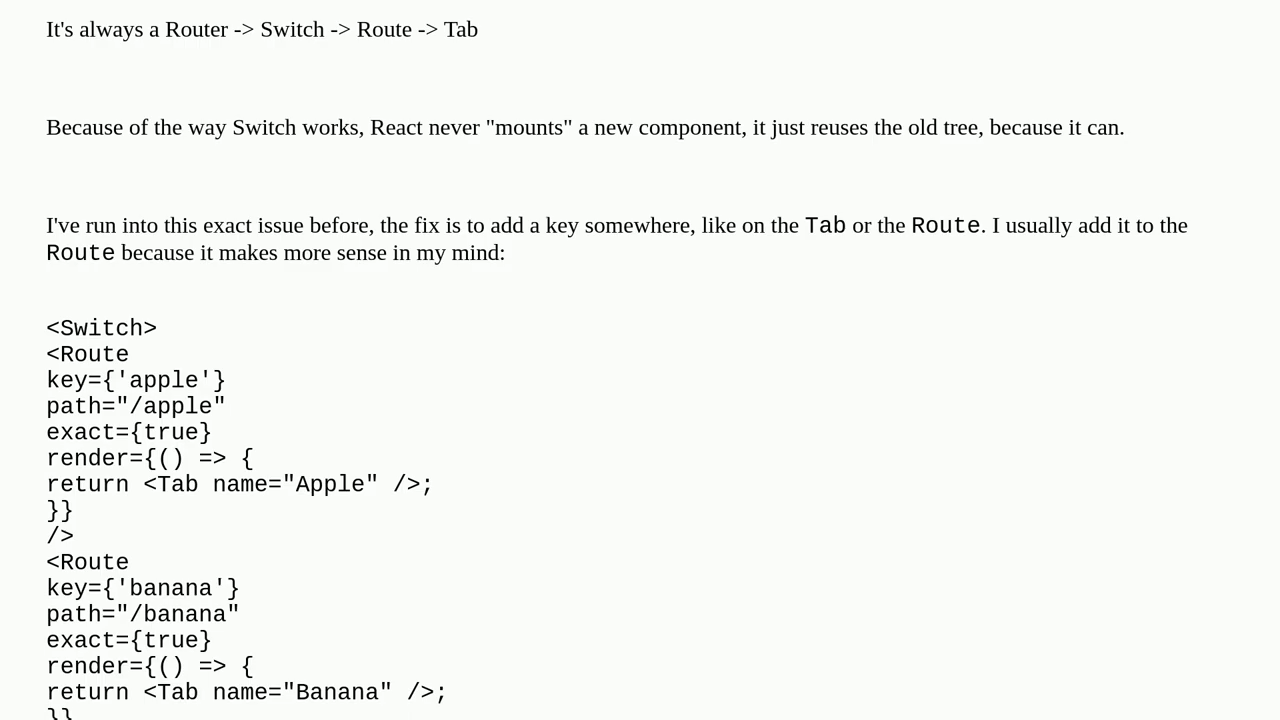 It's always a Router -> Switch -> Route -> Tab
Because of the way Switch works, React never "mounts" a new component, it just reuses the old tree, because it can.
I've run into this exact issue before, the fix is to add a key somewhere, like on the Tab or the Route. I usually add it to the
Route because it makes more sense in my mind:
<Switch>
<Route
key={'apple'}
path="/apple"
exact={true}
render={() => {
return <Tab name="Apple" />;
}}
/>
<Route
key={'banana'}
path="/banana"
exact={true}
render={() => {
return <Tab name="Banana" />;
}}